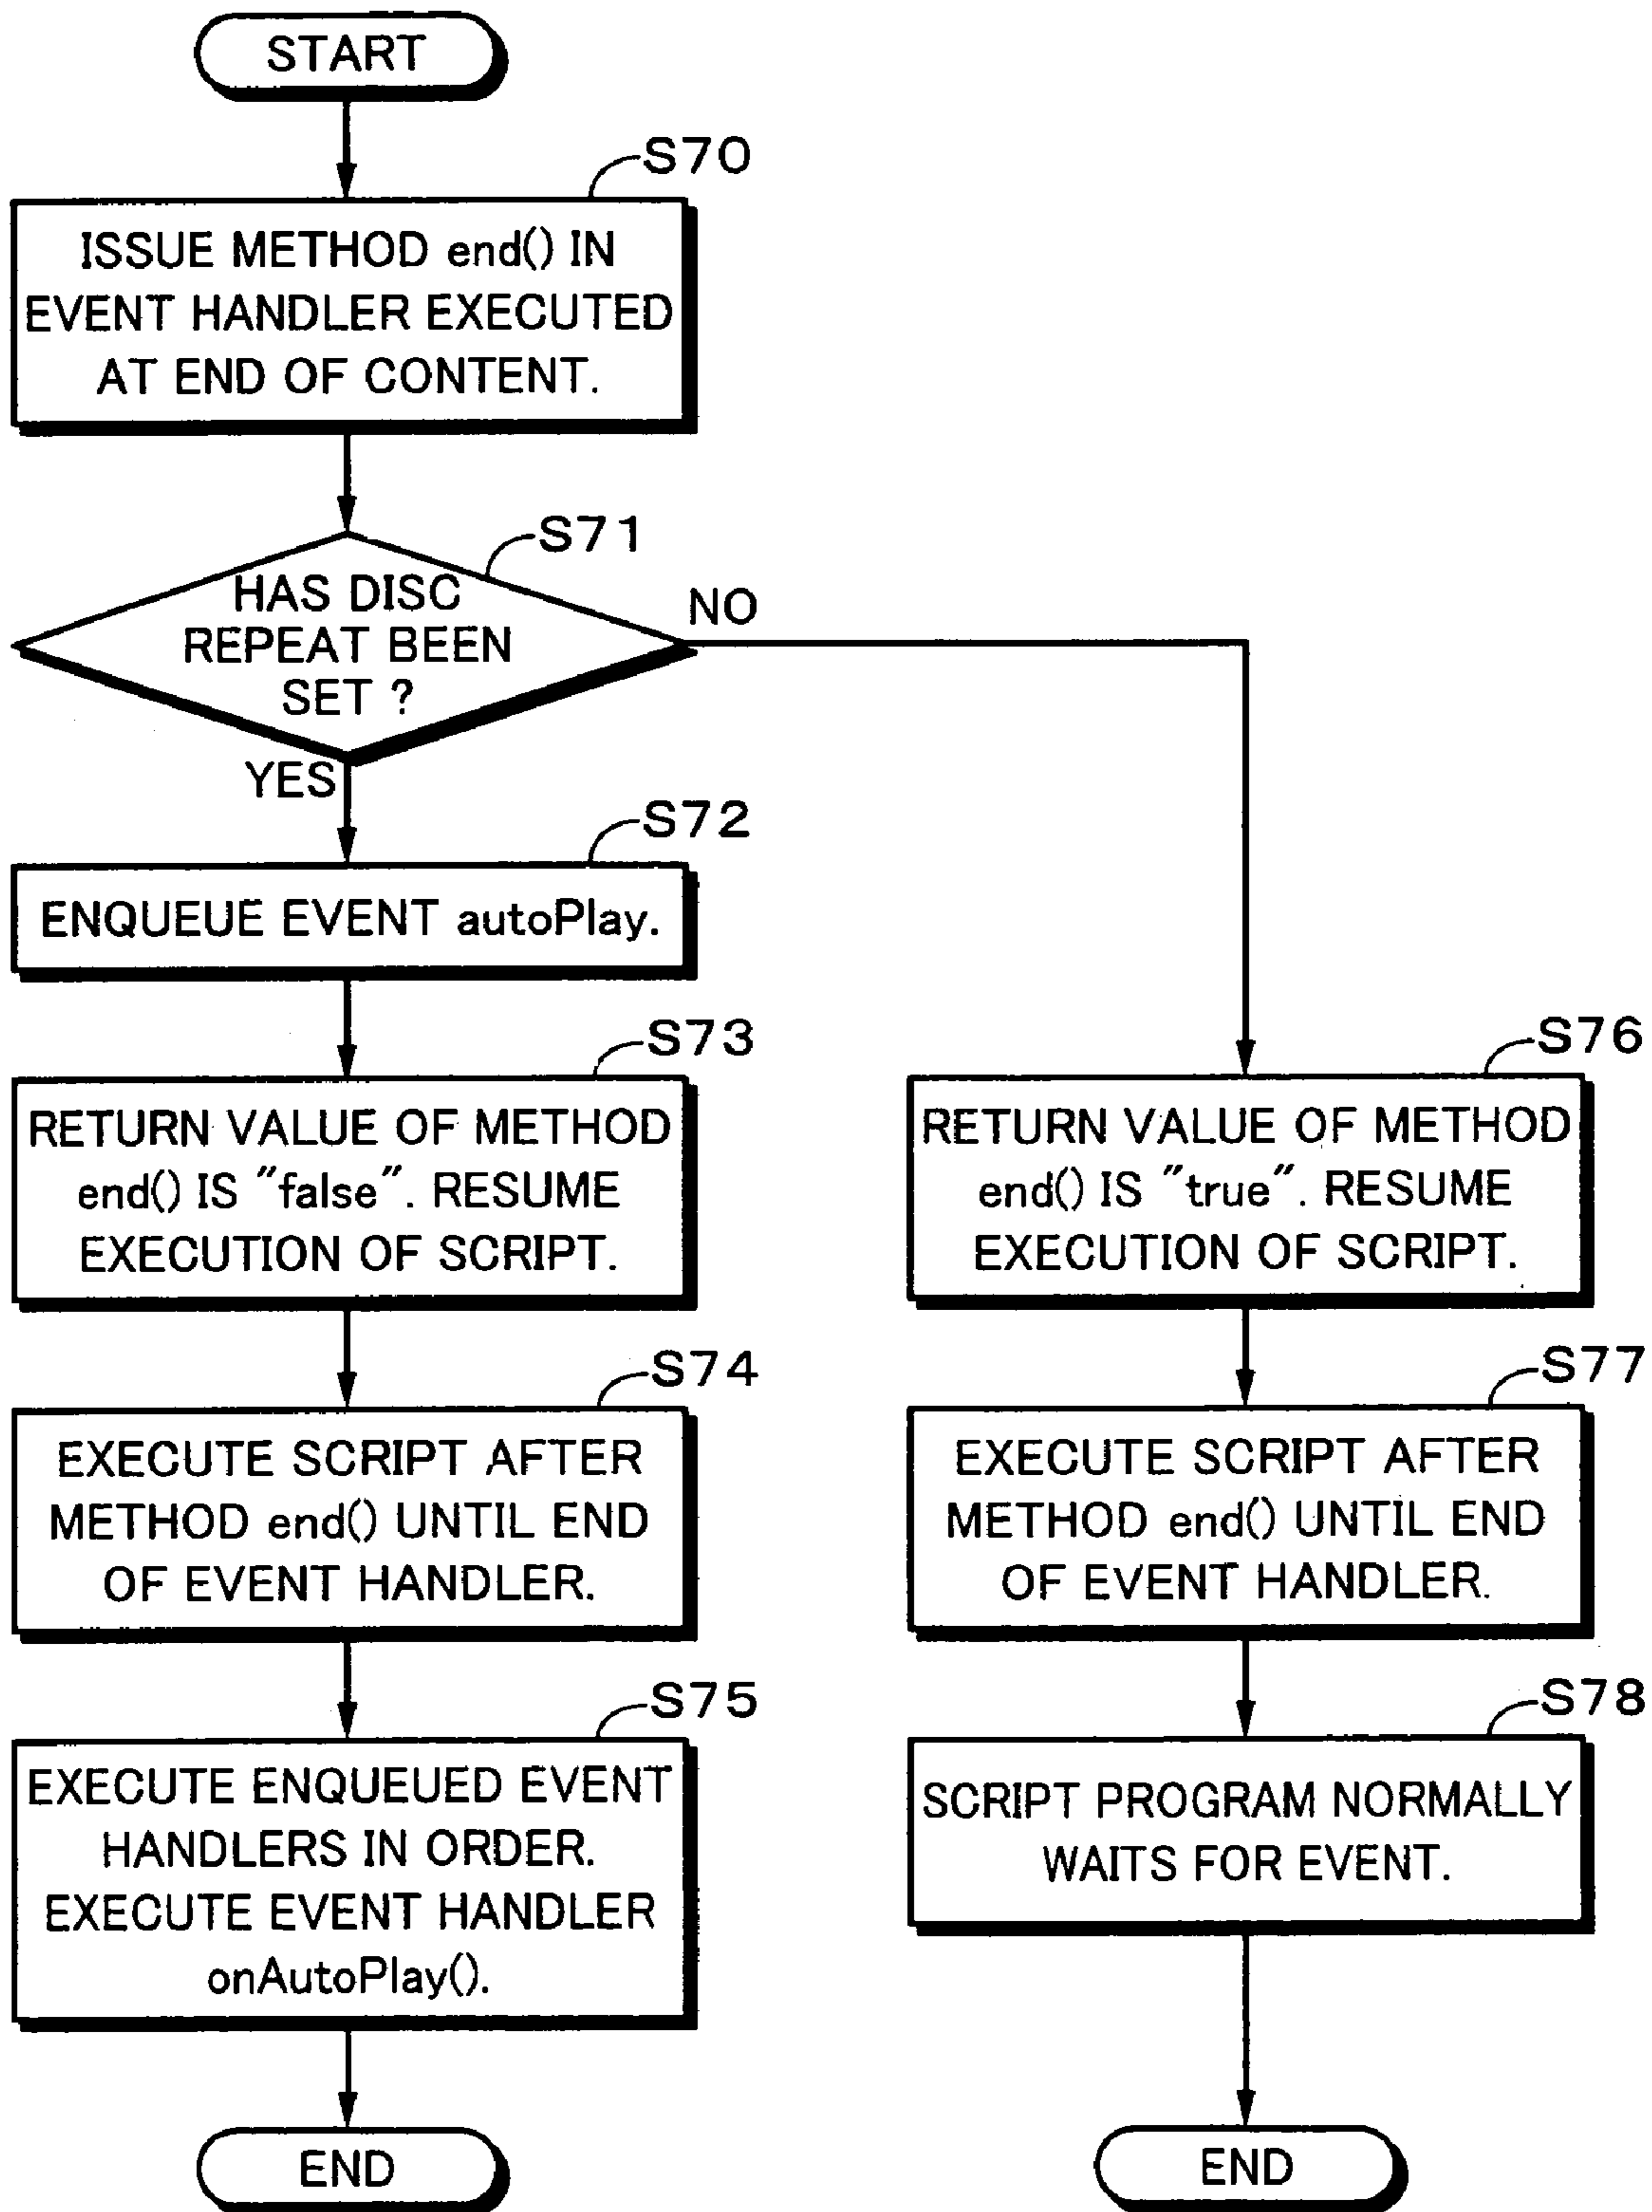 START
S70
ISSUE METHOD end() IN
EVENT HANDLER EXECUTED
AT END OF CONTENT.
S71
HAS DISC
REPEAT BEEN
SET ?
NO
YES
S72
ENQUEUE EVENT autoPlay.
S73
RETURN VALUE OF METHOD
end() IS "false". RESUME
EXECUTION OF SCRIPT.
S74
EXECUTE SCRIPT AFTER
METHOD end() UNTIL END
OF EVENT HANDLER.
S75
EXECUTE ENQUEUED EVENT
HANDLERS IN ORDER.
EXECUTE EVENT HANDLER
onAutoPlay().
END
S76
RETURN VALUE OF METHOD
end() IS "true". RESUME
EXECUTION OF SCRIPT.
S77
EXECUTE SCRIPT AFTER
METHOD end() UNTIL END
OF EVENT HANDLER.
S78
SCRIPT PROGRAM NORMALLY
WAITS FOR EVENT.
END